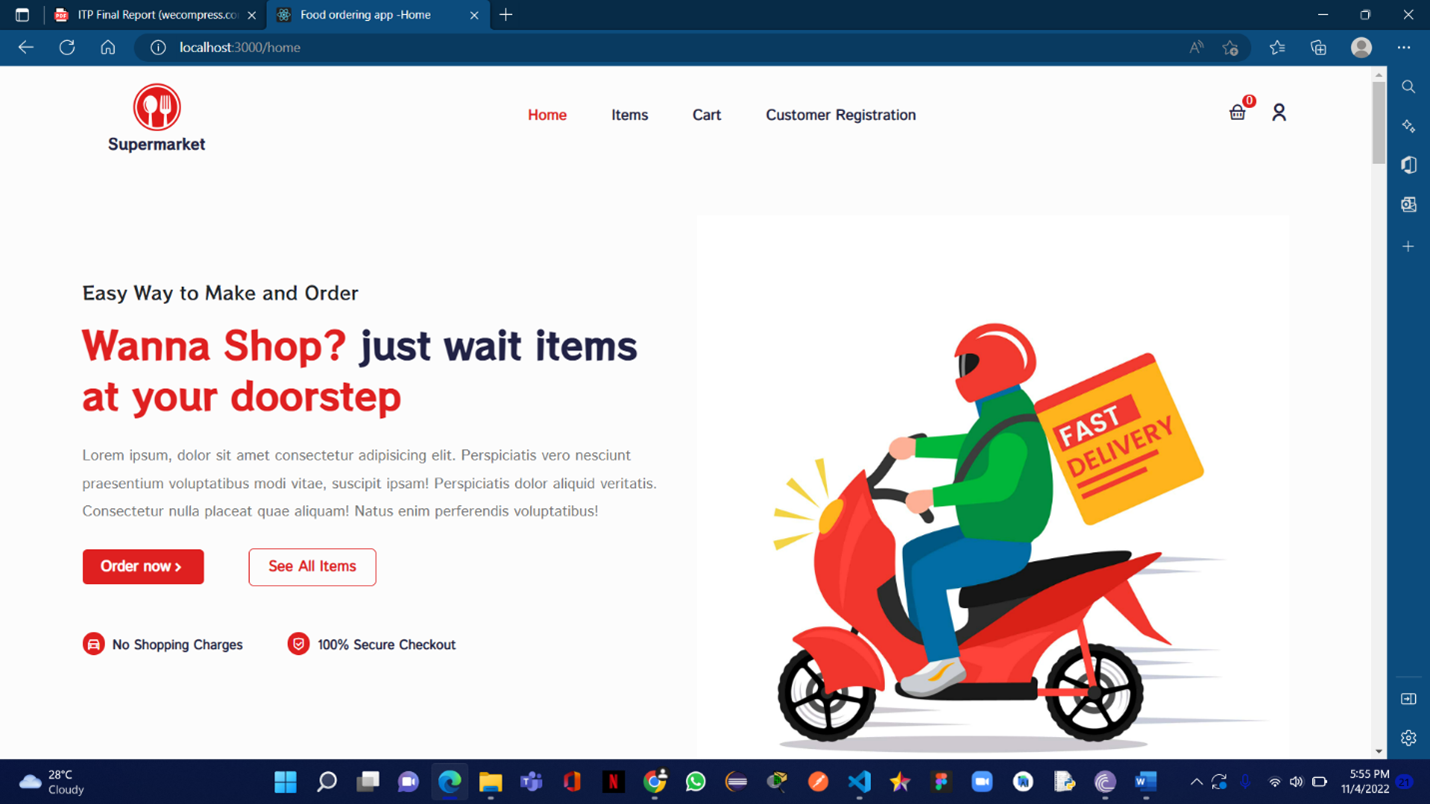 ITP Final Report (wecompress.co
Food ordering app -Home
localhost:3000/home
Supermarket
Home
Items
Cart
Customer Registration
0
Easy Way to Make and Order
Wanna Shop? just wait items
at your doorstep
Lorem ipsum, dolor sit amet consectetur adipisicing elit. Perspiciatis vero nesciunt
praesentium voluptatibus modi vitae, suscipit ipsam! Perspiciatis dolor aliquid veritatis.
Consectetur nulla placeat quae aliquam! Natus enim perferendis voluptatibus!
Order now >
See All Items
No Shopping Charges
100% Secure Checkout
FAST
DELIVERY
28°C
Cloudy
5:55 PM
11/4/2022
21